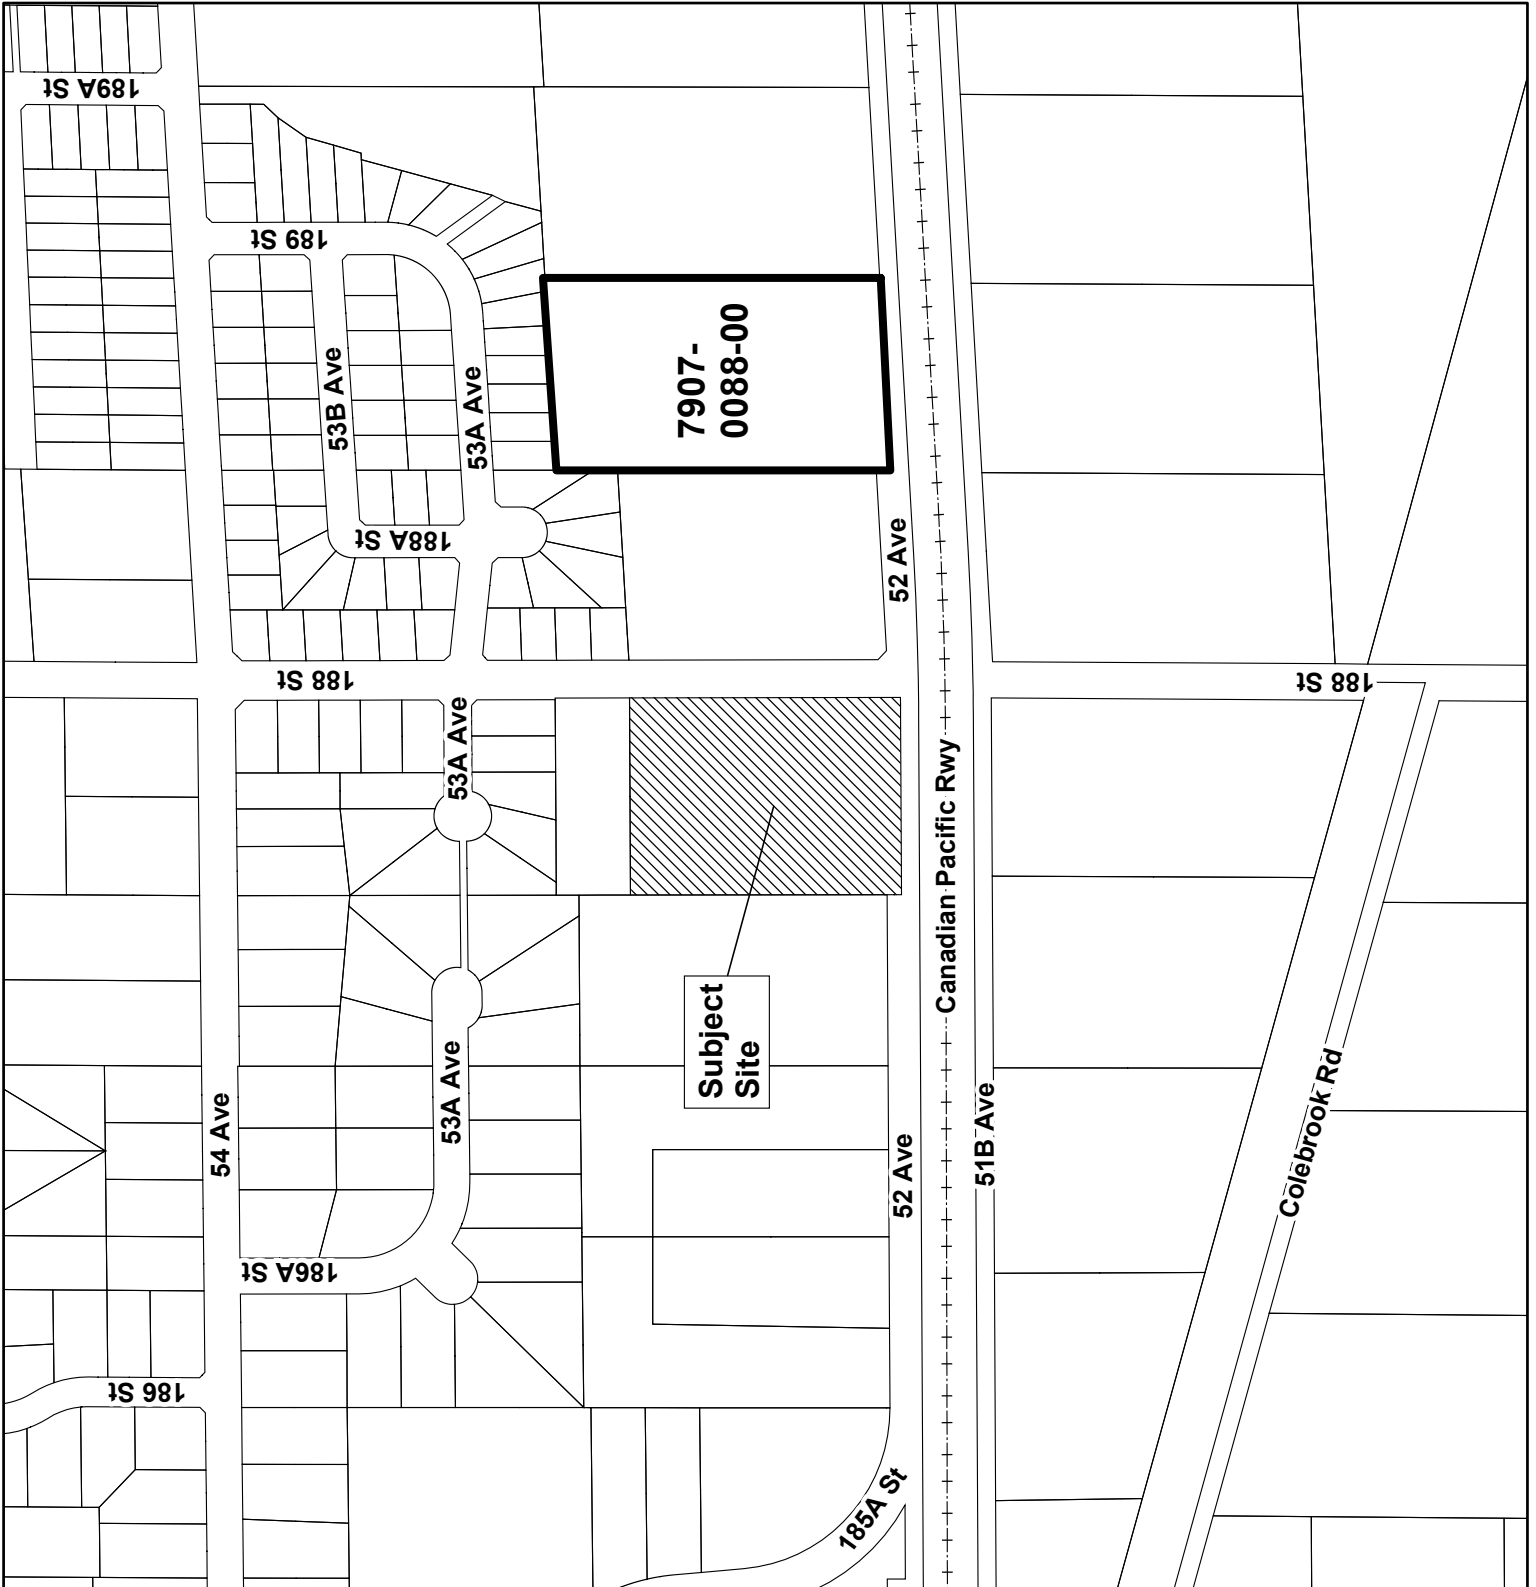 189A St
189 St
53B Ave
53A Ave
7907-
0088-00
188A St
52 Ave
188 St
188 St
53A Ave
Canadian Pacific Rwy
Subject
Site
54 Ave
53A Ave
52 Ave
51B Ave
Colebrook Rd
186A St
186 St
185A St